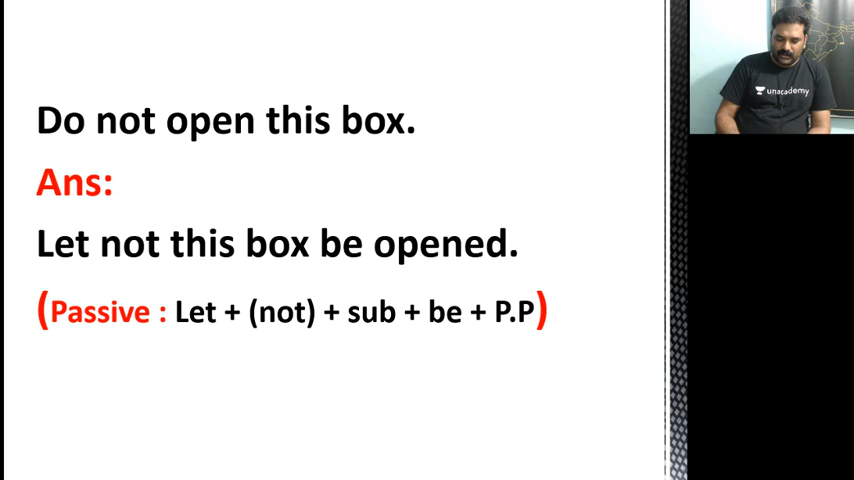 Do not open this box.
Ans:
Let not this box be opened.
(Passive : Let + (not) + sub + be + P.P)
unacademy